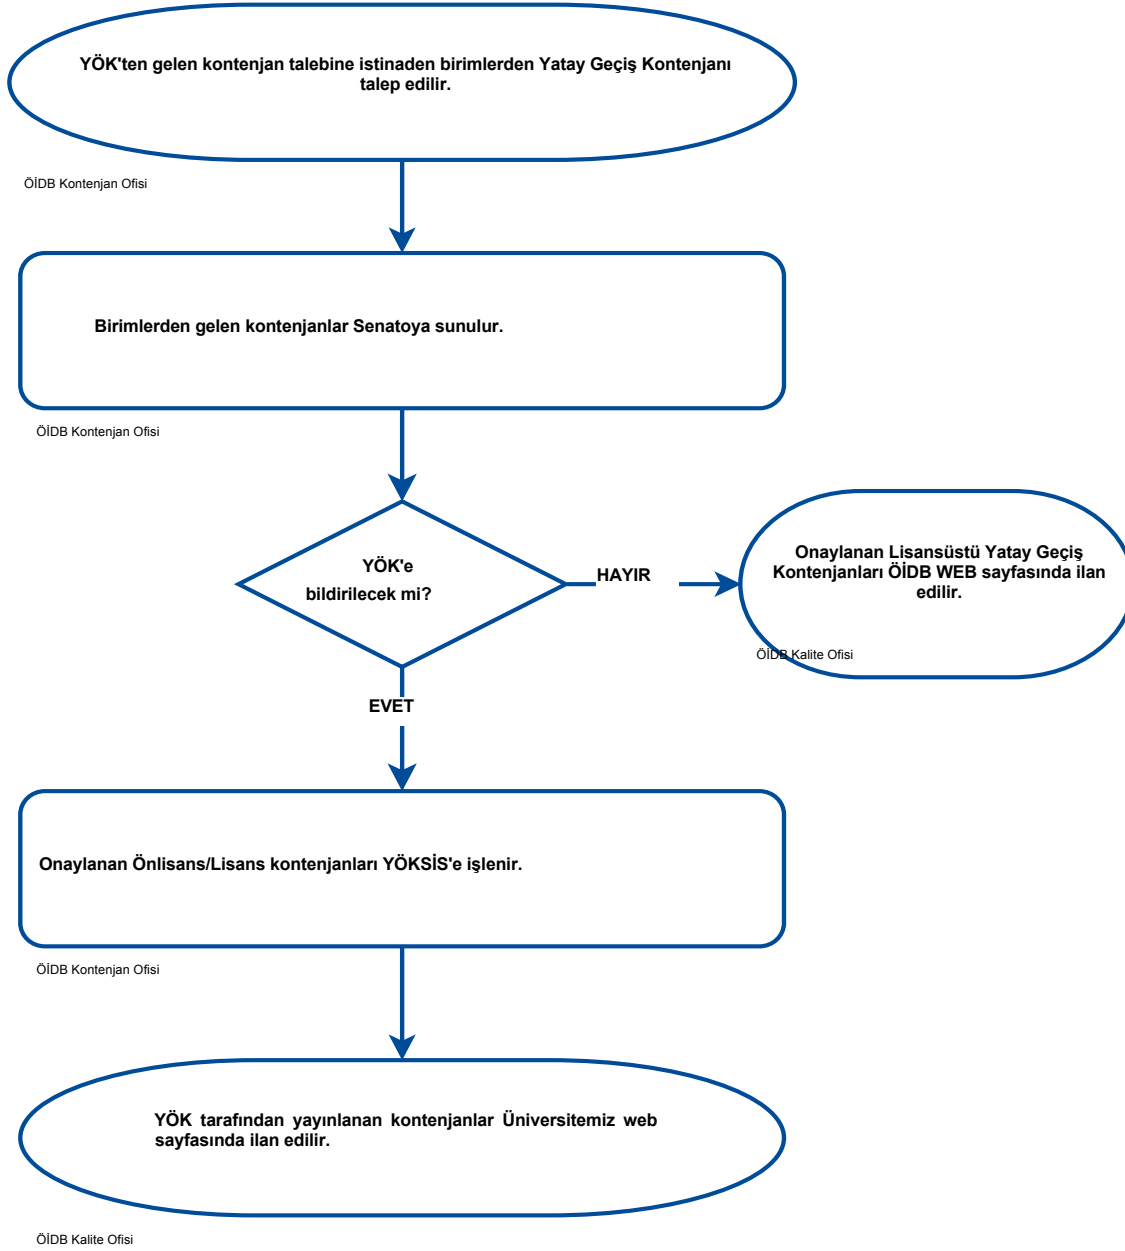 YÖK'ten gelen kontenjan talebine istinaden birimlerden Yatay Geçiş Kontenjanı
talep edilir.
ÖİDB Kontenjan Ofisi
Birimlerden gelen kontenjanlar Senatoya sunulur.
ÖİDB Kontenjan Ofisi
YÖK'e
bildirilecek mi?
HAYIR
Onaylanan Lisansüstü Yatay Geçiş
Kontenjanları ÖİDB WEB sayfasında ilan
edilir.
ÖİDB Kalite Ofisi
EVET
Onaylanan Önlisans/Lisans kontenjanları YÖKSİS'e işlenir.
ÖİDB Kontenjan Ofisi
YÖK tarafından yayınlanan kontenjanlar Üniversitemiz web
sayfasında ilan edilir.
ÖİDB Kalite Ofisi